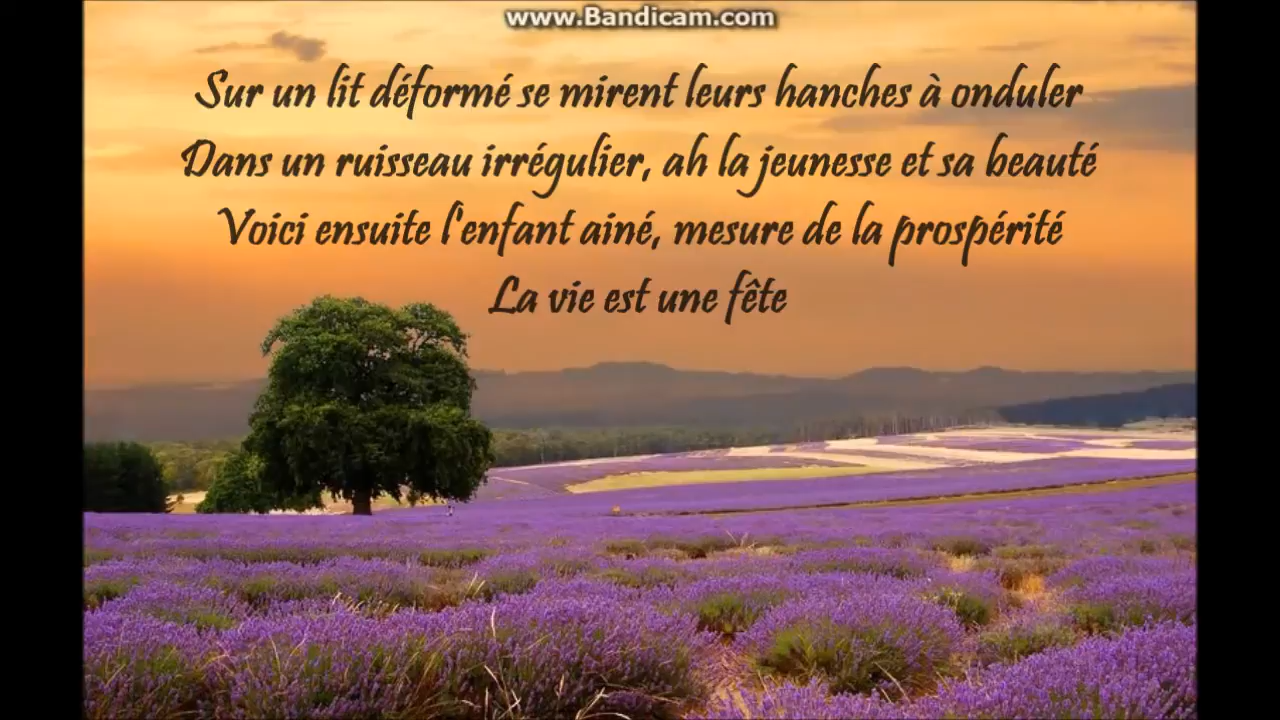 www.Bandicam.com
Sur un lit déformé se mirent leurs hanches à onduler
Dans un ruisseau irrégulier, ah la jeunesse et sa beauté
Voici ensuite l'enfant ainé, mesure de la prospérité
La vie est une fête